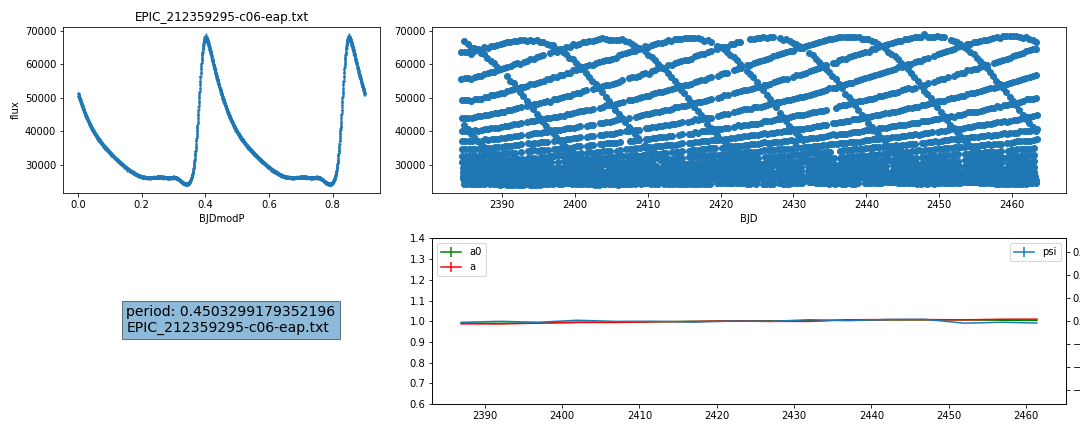 EPIC_212359295-c06-eap.txt
70000
60000
50000
40000
30000
flux
0.0 0.2 0.4 0.6 0.8
BJDmodP
70000
60000
50000
40000
30000
2390 2400 2410 2420 2430 2440 2450 2460
BJD
period: 0.4503299179352196
EPIC_212359295-c06-eap.txt
1.4
1.3
1.2
1.1
1.0
0.9
0.8
0.7
0.6
a0
a
psi
2390 2400 2410 2420 2430 2440 2450 2460